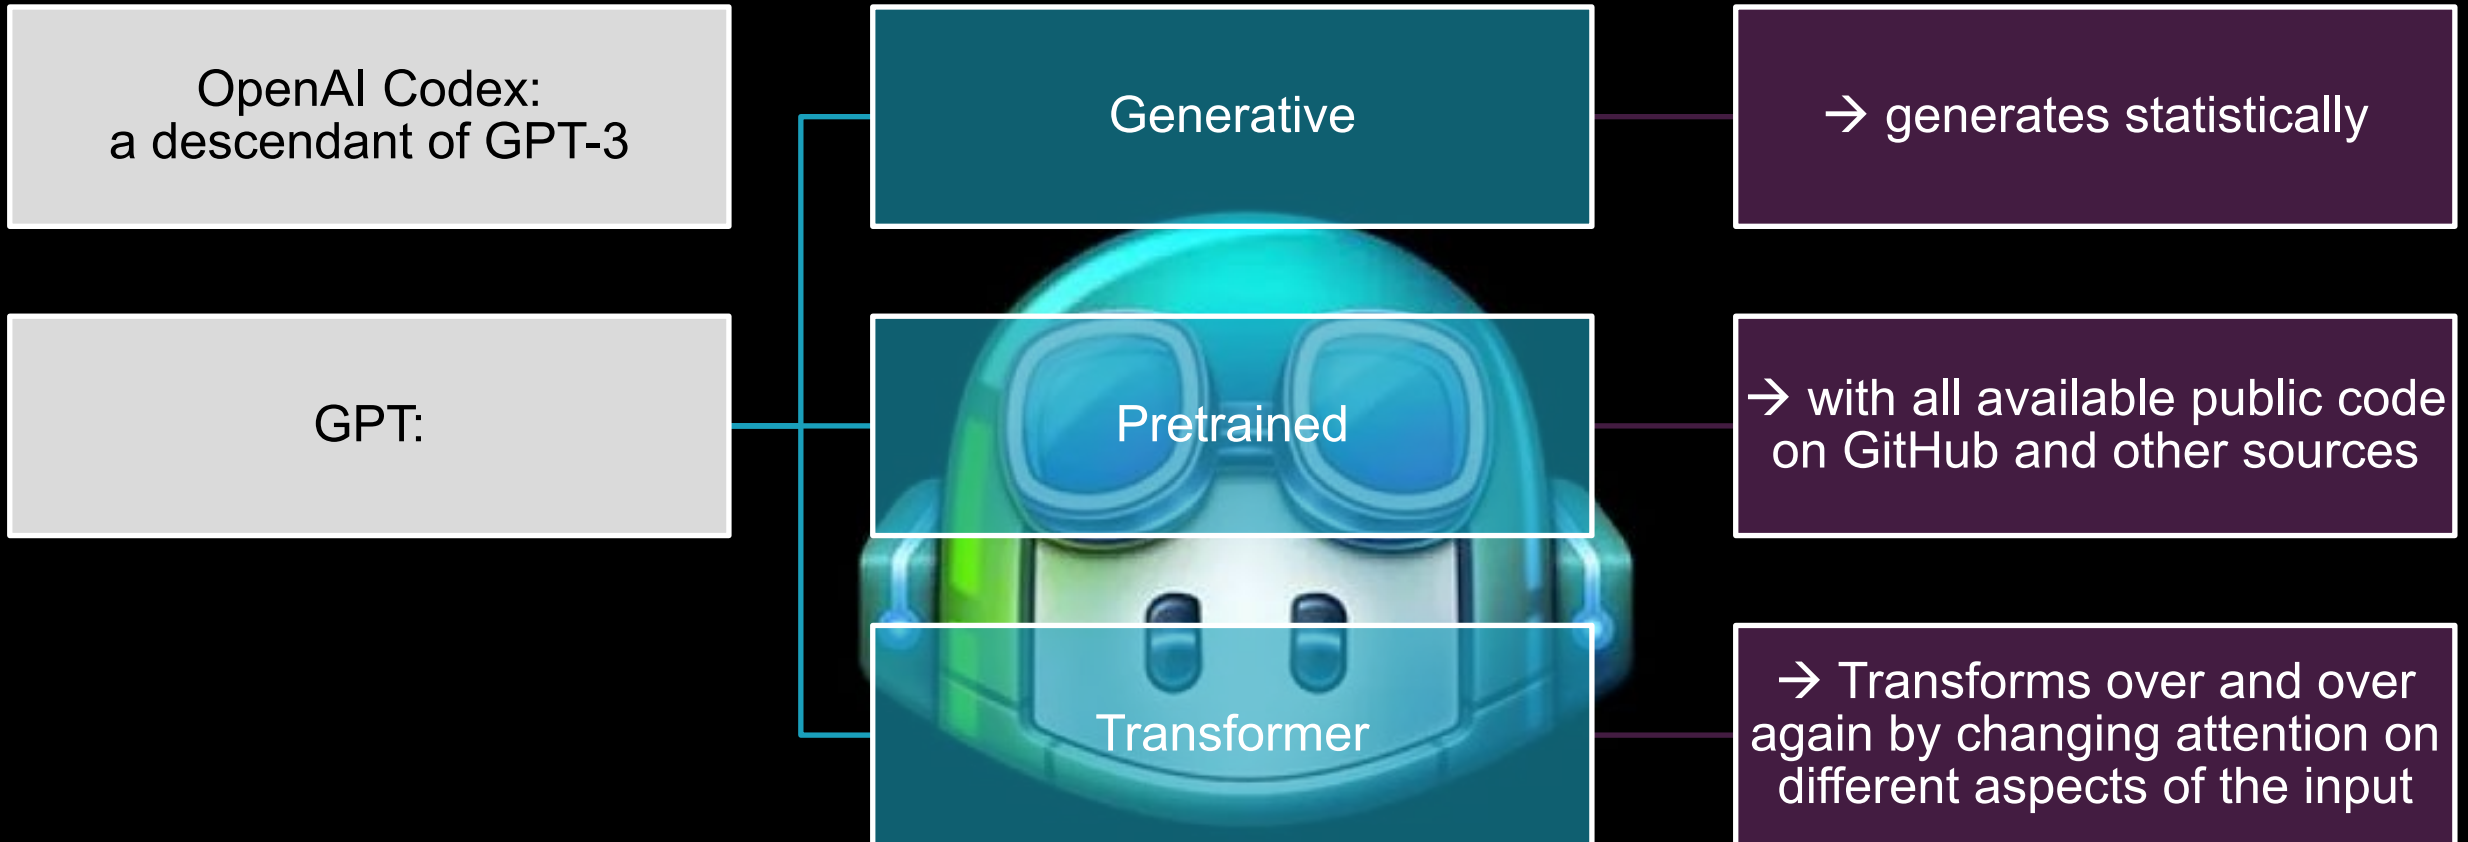 OpenAI Codex:
a descendant of GPT-3
Generative
→ generates statistically
GPT:
Pretrained
→ with all available public code
on GitHub and other sources
Transformer
→ Transforms over and over
again by changing attention on
different aspects of the input